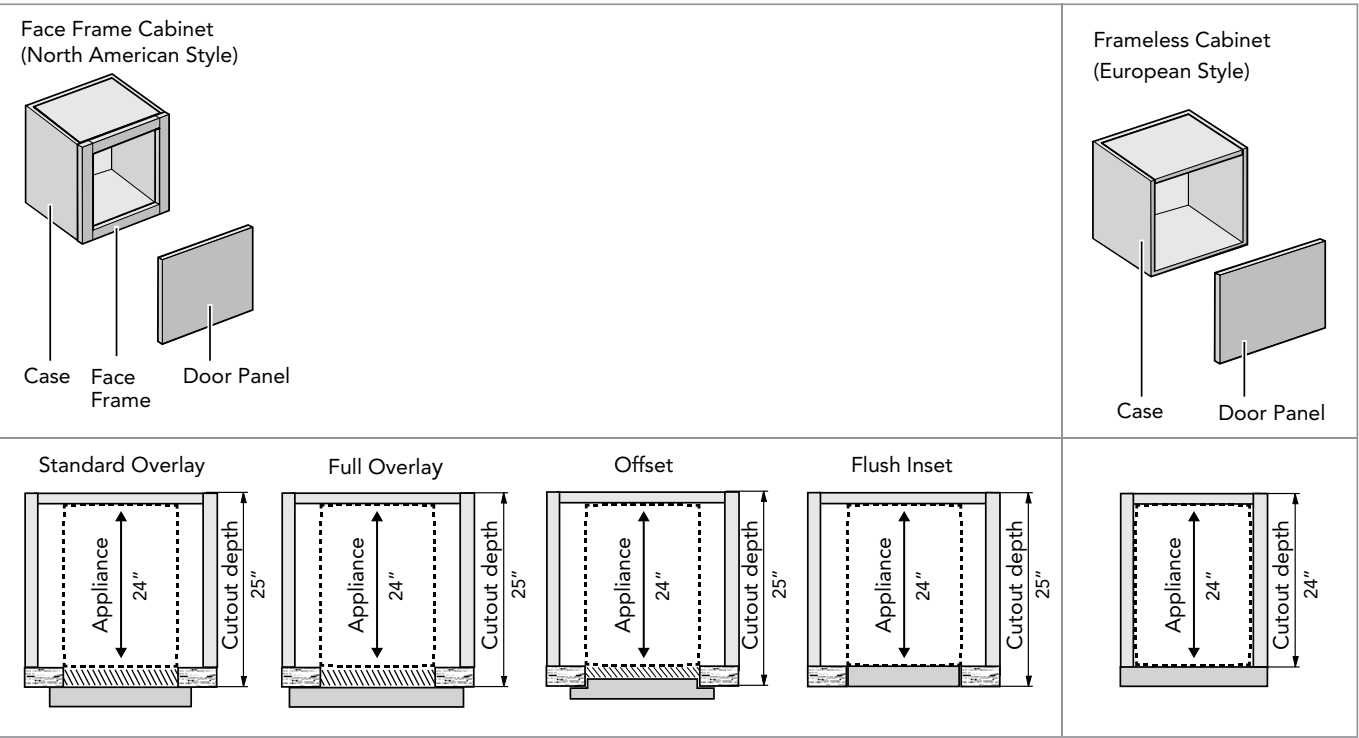 Face Frame Cabinet
(North American Style)
Case
Face
Frame
Door Panel
Frameless Cabinet
(European Style)
Case
Door Panel
Standard Overlay
Appliance
24”
Cutout depth
25”
Full Overlay
Appliance
24”
Cutout depth
25”
Offset
Appliance
24”
Cutout depth
25”
Flush Inset
Appliance
24”
Cutout depth
25”
Appliance
24”
Cutout depth
24”